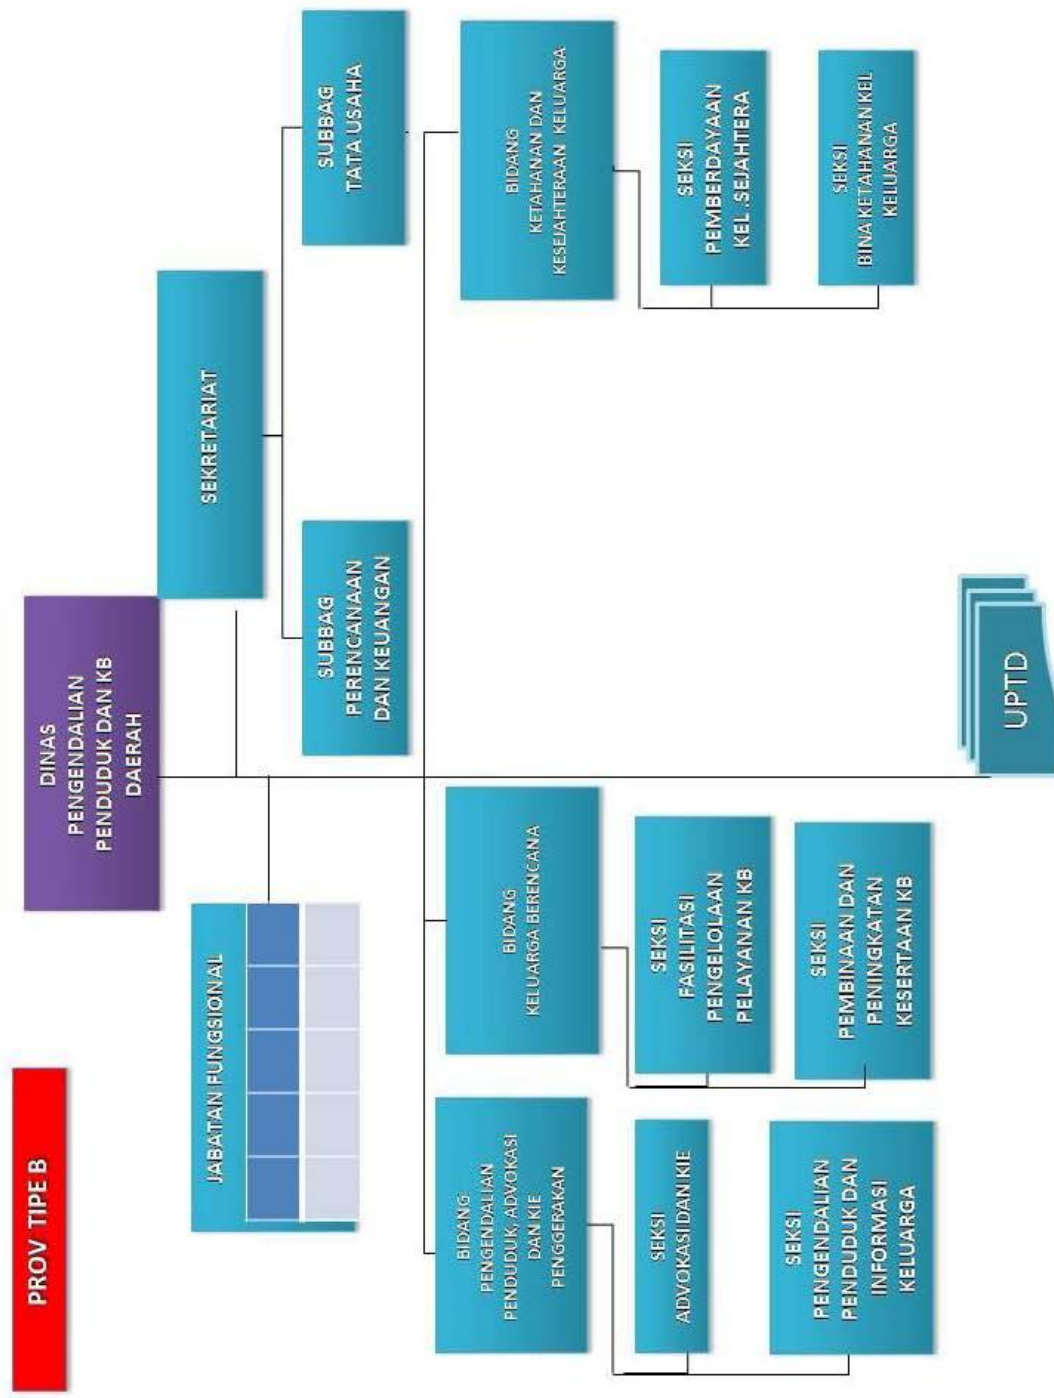 PROV TIPE B
DINAS
PENGENDALIAN
PENDUDUK DAN KB
DAERAH
SEKRETARIAT
JABATAN FUNGSIONAL
SUBBAG
PERENCANAAN
DAN KEUANGAN
SUBBAG
TATA USAHA
BIDANG
PENGENDALIAN
PENDUDUK, ADVOKASI
DAN KIE
PENGGERAKAN
BIDANG
KELUARGA BERENCANA
BIDANG
KETAHANAN DAN
KESEJAHTERAAN KELUARGA
SEKSI
ADVOKASI DAN KIE
SEKSI
FASILITASI
PENGELOLAAN
PELAYANAN KB
SEKSI
PEMBERDAYAAN
KEL .SEJAHTERA
SEKSI
PENGENDALIAN
PENDUDUK DAN
INFORMASI
KELUARGA
SEKSI
PEMBINAAN DAN
PENINGKATAN
KESERTAAN KB
SEKSI
BINA KETAHANAN KEL
KELUARGA
UPTD